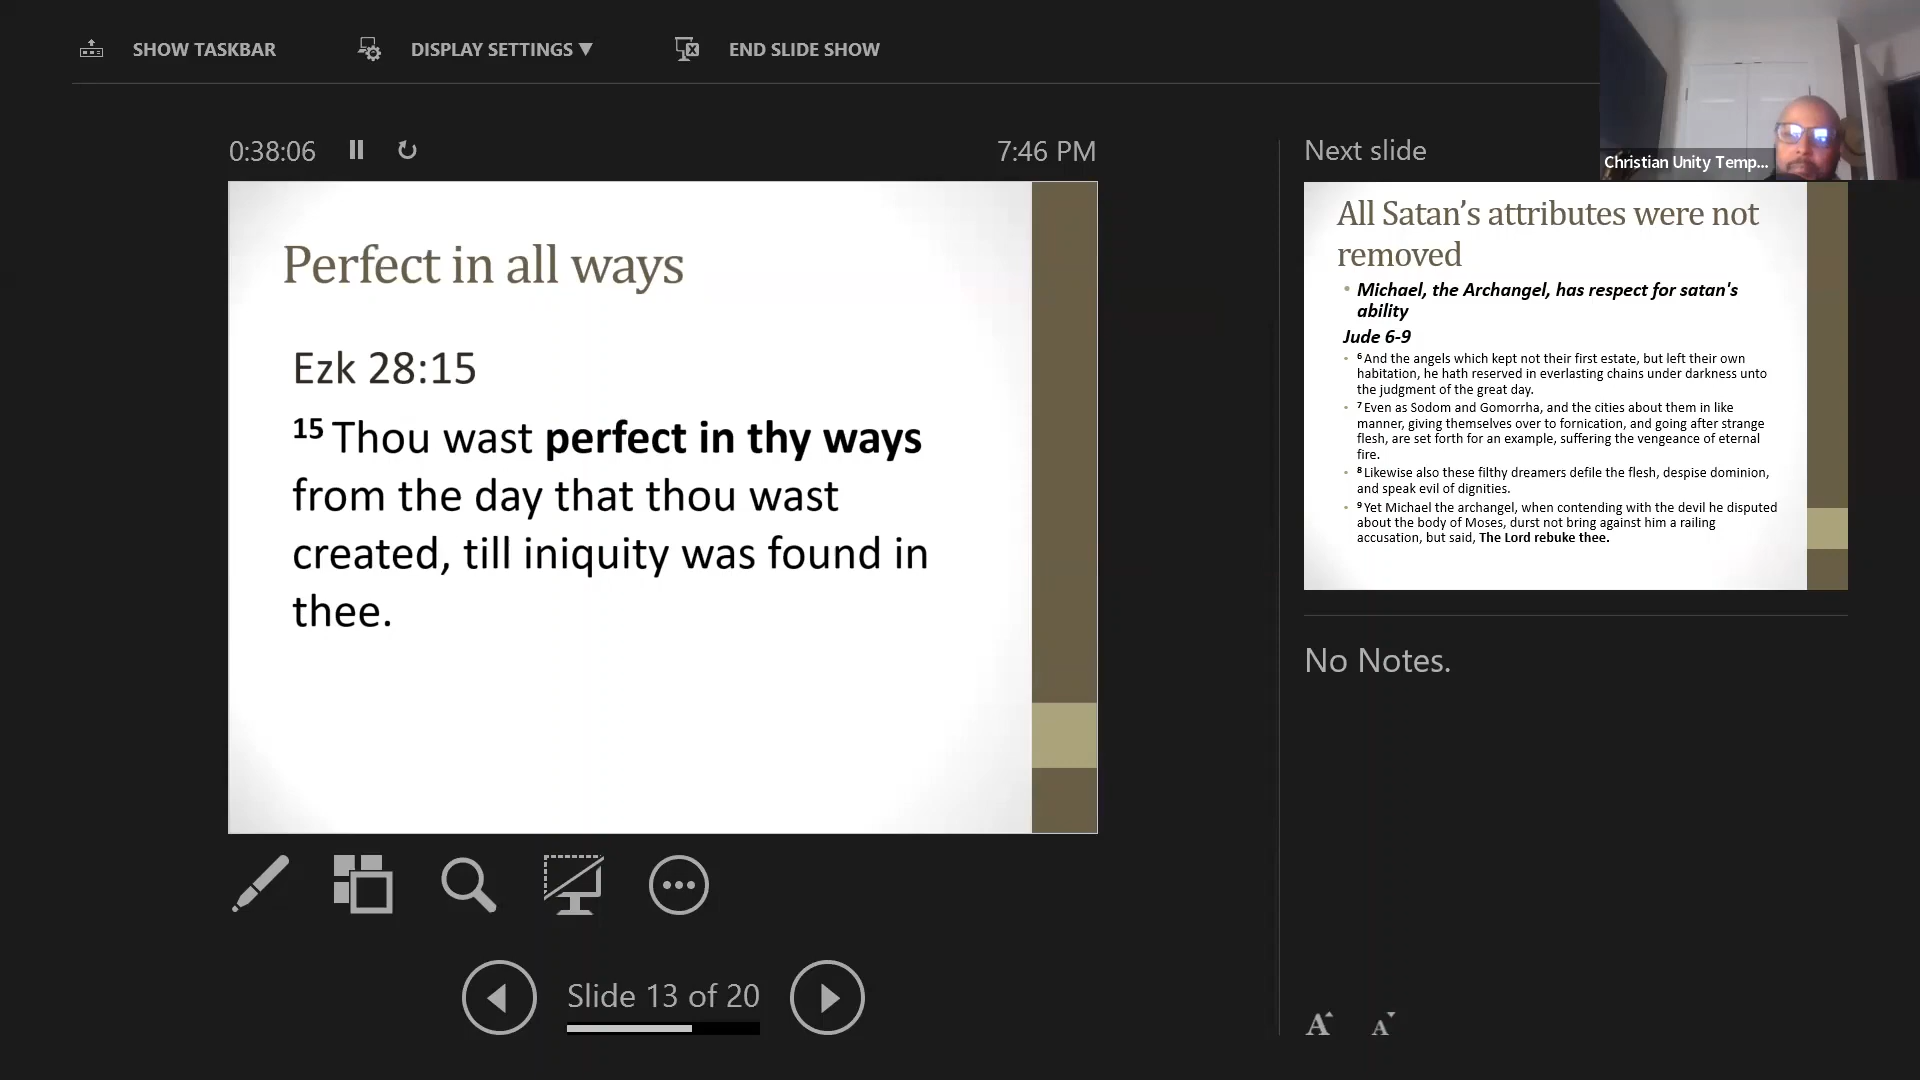 SHOW TASKBAR
DISPLAY SETTINGS ▼
END SLIDE SHOW
Christian Unity Temp...
0:38:06
7:46 PM
Perfect in all ways
Ezk 28:15
15 Thou wast perfect in thy ways
from the day that thou wast
created, till iniquity was found in
thee.
Slide 13 of 20
Next slide
All Satan’s attributes were not
removed
• Michael, the Archangel, has respect for satan's
ability
Jude 6-9
• 6 And the angels which kept not their first estate, but left their own
habitation, he hath reserved in everlasting chains under darkness unto
the judgment of the great day.
• 7 Even as Sodom and Gomorrha, and the cities about them in like
manner, giving themselves over to fornication, and going after strange
flesh, are set forth for an example, suffering the vengeance of eternal
fire.
• 8 Likewise also these filthy dreamers defile the flesh, despise dominion,
and speak evil of dignities.
• 9 Yet Michael the archangel, when contending with the devil he disputed
about the body of Moses, durst not bring against him a railing
accusation, but said, The Lord rebuke thee.
No Notes.
A A